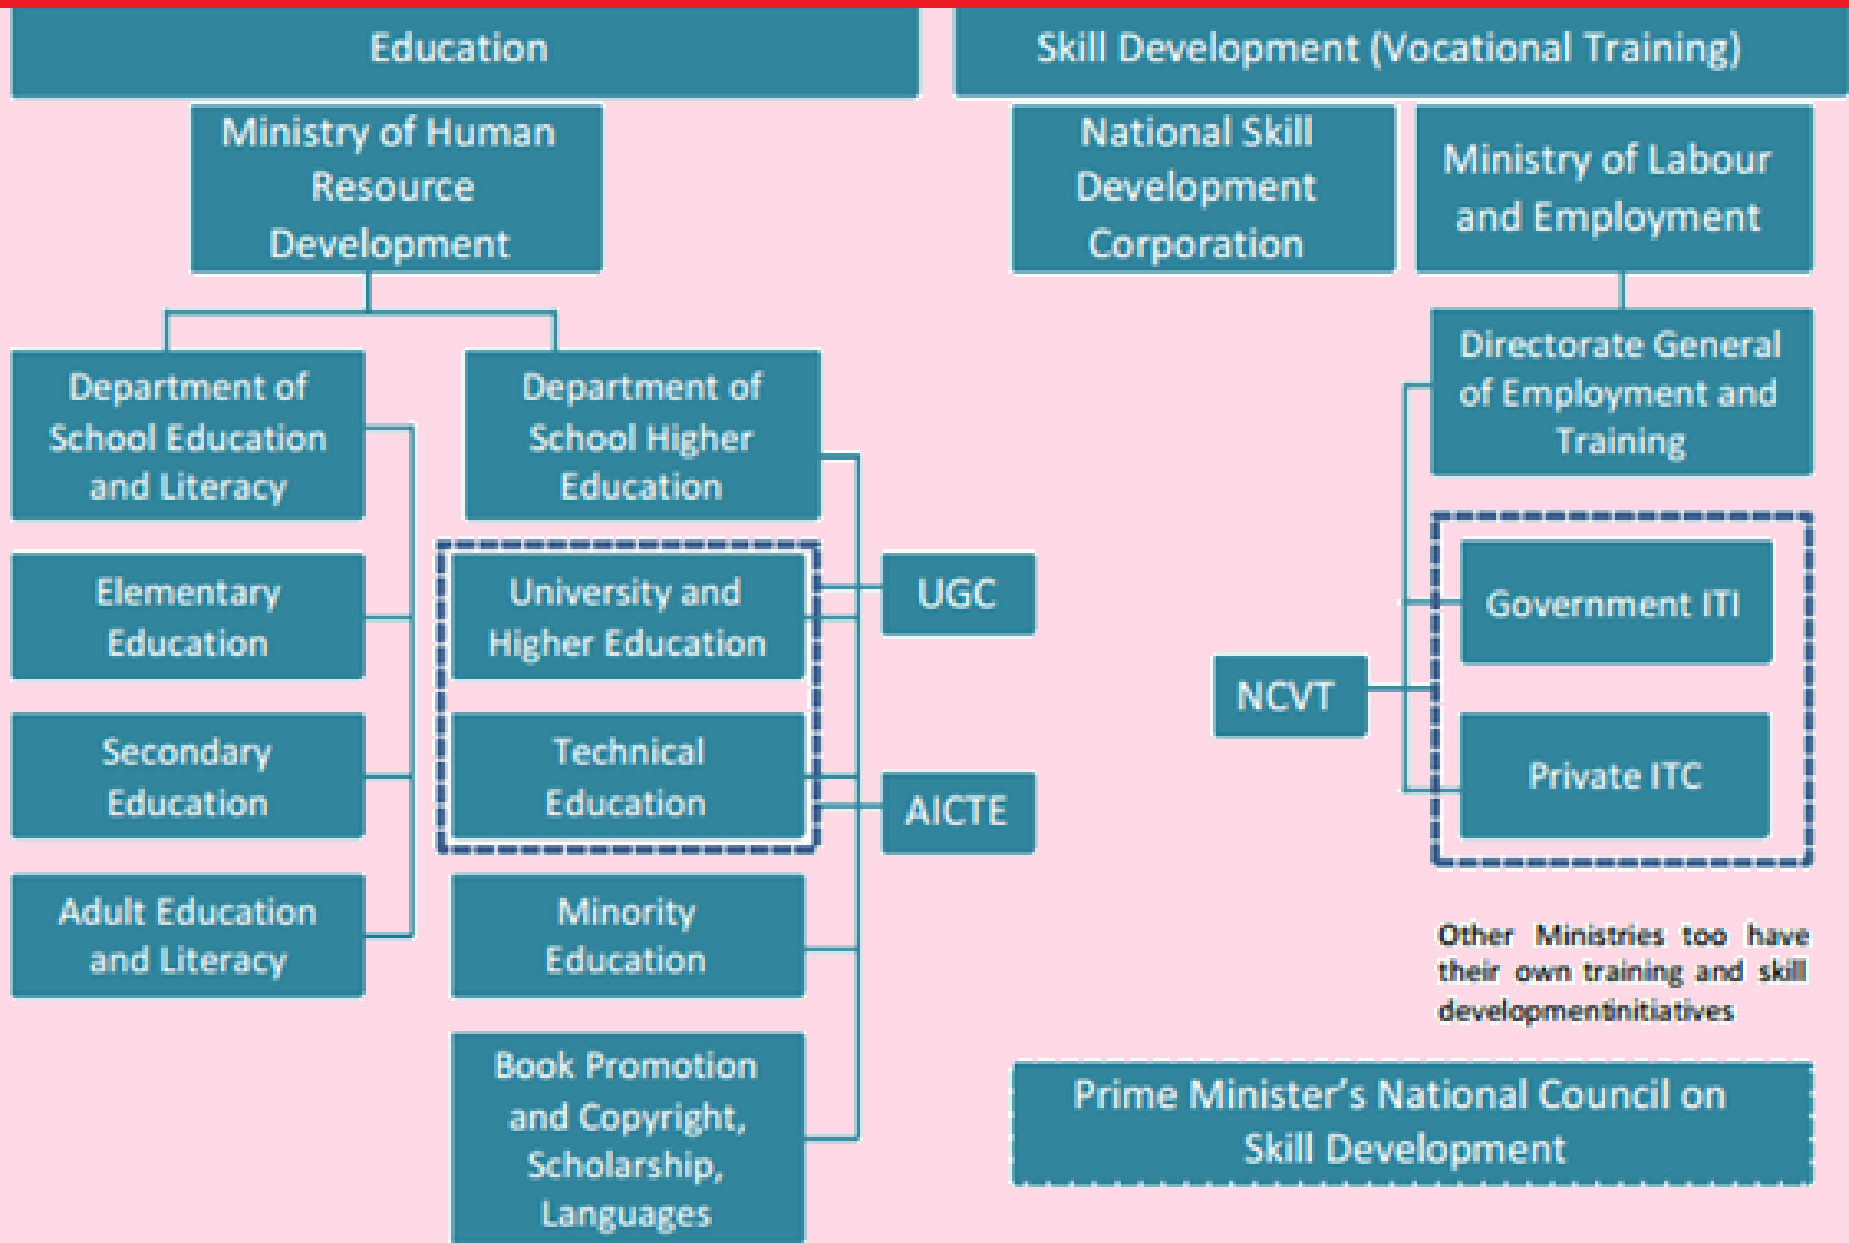 Education
Skill Development (Vocational Training)
Ministry of Human
Resource
Development
National Skill
Development
Corporation
Ministry of Labour
and Employment
Department of
School Education
and Literacy
Department of
School Higher
Education
Directorate General
of Employment and
Training
Elementary
Education
University and
Higher Education
UGC
Government ITI
NCVT
Secondary
Education
Technical
Education
AICTE
Private ITC
Adult Education
and Literacy
Minority
Education
Other Ministries too have
their own training and skill
developmentinitiatives
Book Promotion
and Copyright,
Scholarship,
Languages
Prime Minister's National Council on
Skill Development